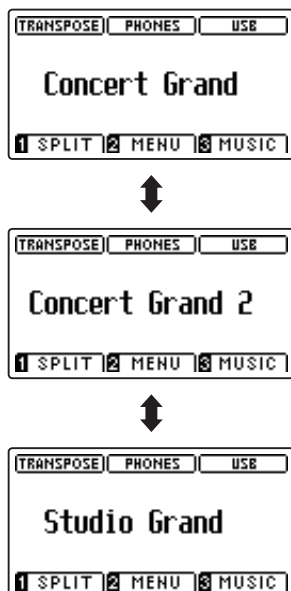 TRANSPOSE PHONES USB
Concert Grand
1 SPLIT 2 MENU 3 MUSIC
TRANSPOSE PHONES USB
Concert Grand 2
1 SPLIT 2 MENU 3 MUSIC
TRANSPOSE PHONES USB
Studio Grand
1 SPLIT 2 MENU 3 MUSIC